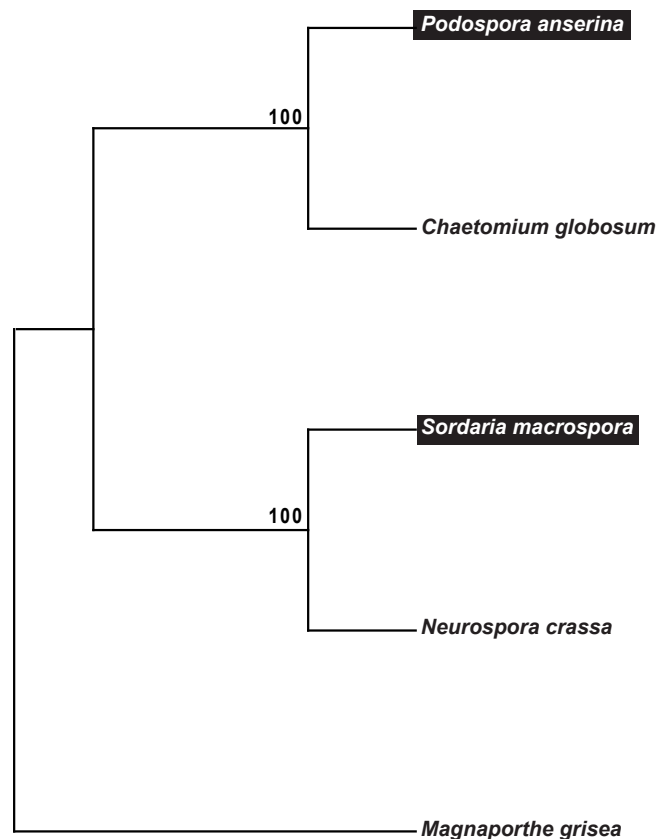 Podospora anserina
100
Chaetomium globosum
Sordaria macrospora
100
Neurospora crassa
Magnaporthe grisea